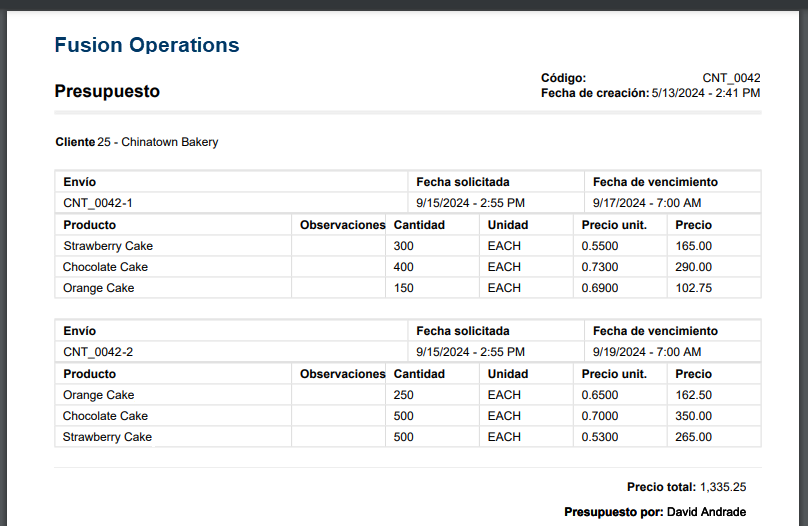 Fusion Operations
Presupuesto
Código: CNT_0042
Fecha de creación: 5/13/2024 - 2:41 PM
Cliente 25 - Chinatown Bakery
Envío Fecha solicitada Fecha de vencimiento
CNT_0042-1 9/15/2024 - 2:55 PM 9/17/2024 - 7:00 AM
Producto Observaciones Cantidad Unidad Precio unit. Precio
Strawberry Cake 300 EACH 0.5500 165.00
Chocolate Cake 400 EACH 0.7300 290.00
Orange Cake 150 EACH 0.6900 102.75
Envío Fecha solicitada Fecha de vencimiento
CNT_0042-2 9/15/2024 - 2:55 PM 9/19/2024 - 7:00 AM
Producto Observaciones Cantidad Unidad Precio unit. Precio
Orange Cake 250 EACH 0.6500 162.50
Chocolate Cake 500 EACH 0.7000 350.00
Strawberry Cake 500 EACH 0.5300 265.00
Precio total: 1,335.25
Presupuesto por: David Andrade